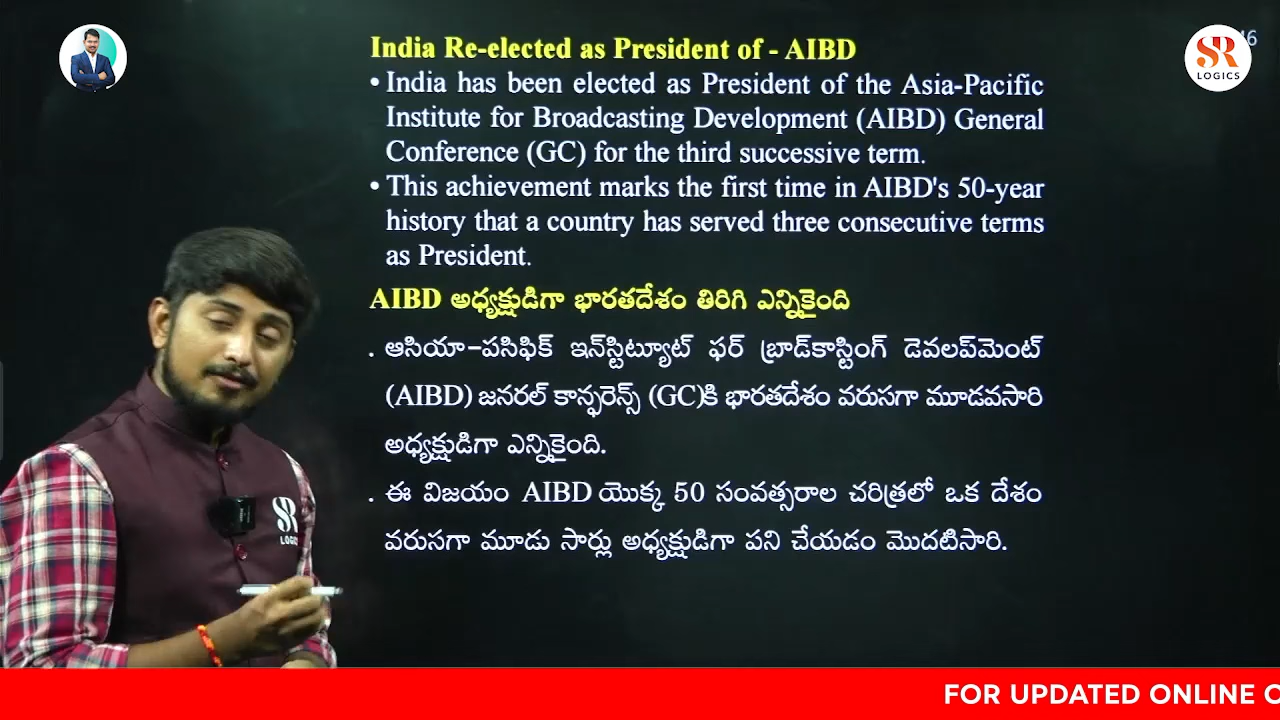 India Re-elected as President of - AIBD
46
SR
LOGICS
• India has been elected as President of the Asia-Pacific
Institute for Broadcasting Development (AIBD) General
Conference (GC) for the third successive term.
• This achievement marks the first time in AIBD's 50-year
history that a country has served three consecutive terms
as President.
AIBD అధ్యక్షుడిగా భారతదేశం తిరిగి ఎన్నికైంది
. ఆసియా-పసిఫిక్ ఇన్‌స్టిట్యూట్ ఫర్ బ్రాడ్‌కాస్టింగ్ డెవలప్‌మెంట్
(AIBD) జనరల్ కాన్ఫరెన్స్ (GC)కి భారతదేశం వరుసగా మూడవసారి
అధ్యక్షుడిగా ఎన్నికైంది.
. ఈ విజయం AIBD యొక్క 50 సంవత్సరాల చరిత్రలో ఒక దేశం
వరుసగా మూడు సార్లు అధ్యక్షుడిగా పని చేయడం మొదటిసారి.
SR
FOR UPDATED ONLINE